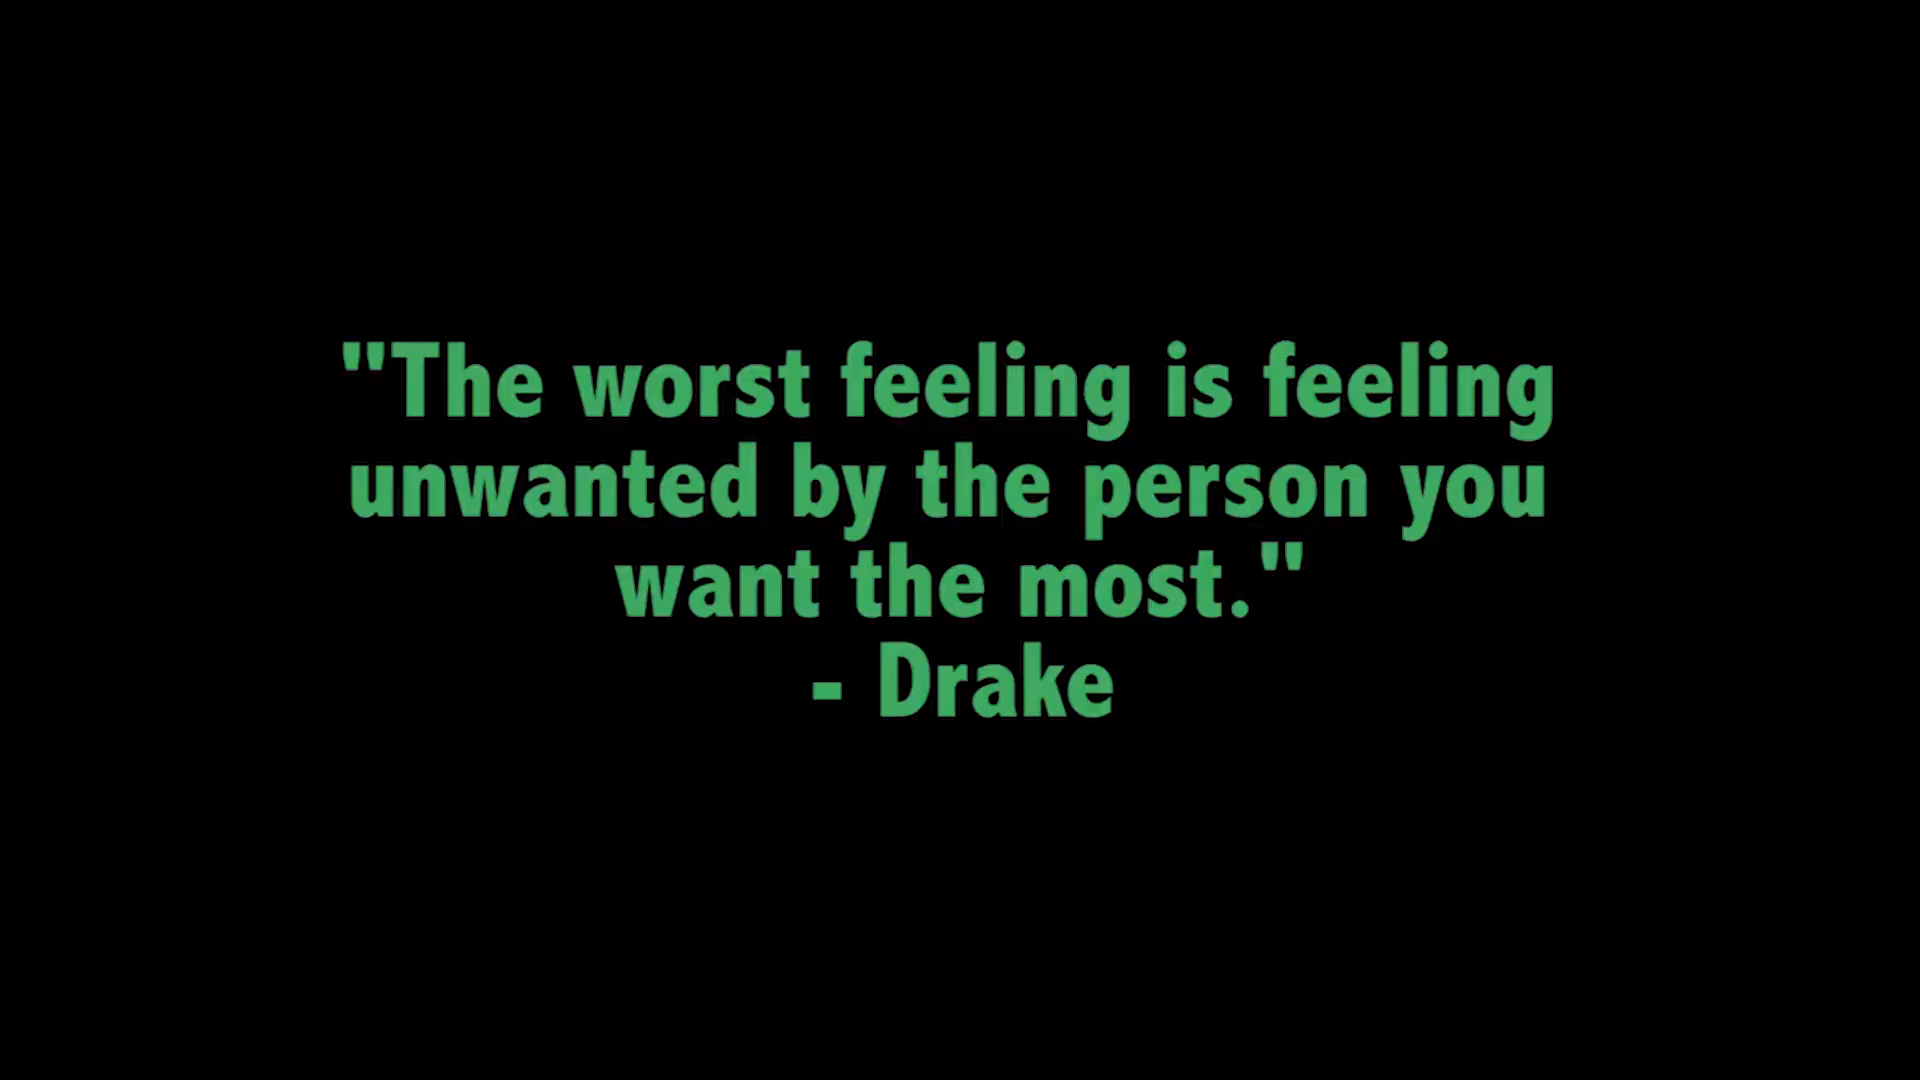 "The worst feeling is feeling
unwanted by the person you
want the most."
- Drake